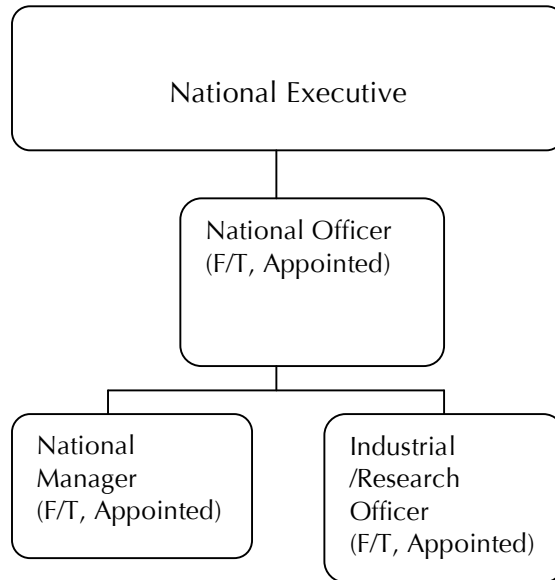 National Executive
National Officer
(F/T, Appointed)
National
Manager
(F/T, Appointed)
Industrial
/Research
Officer
(F/T, Appointed)